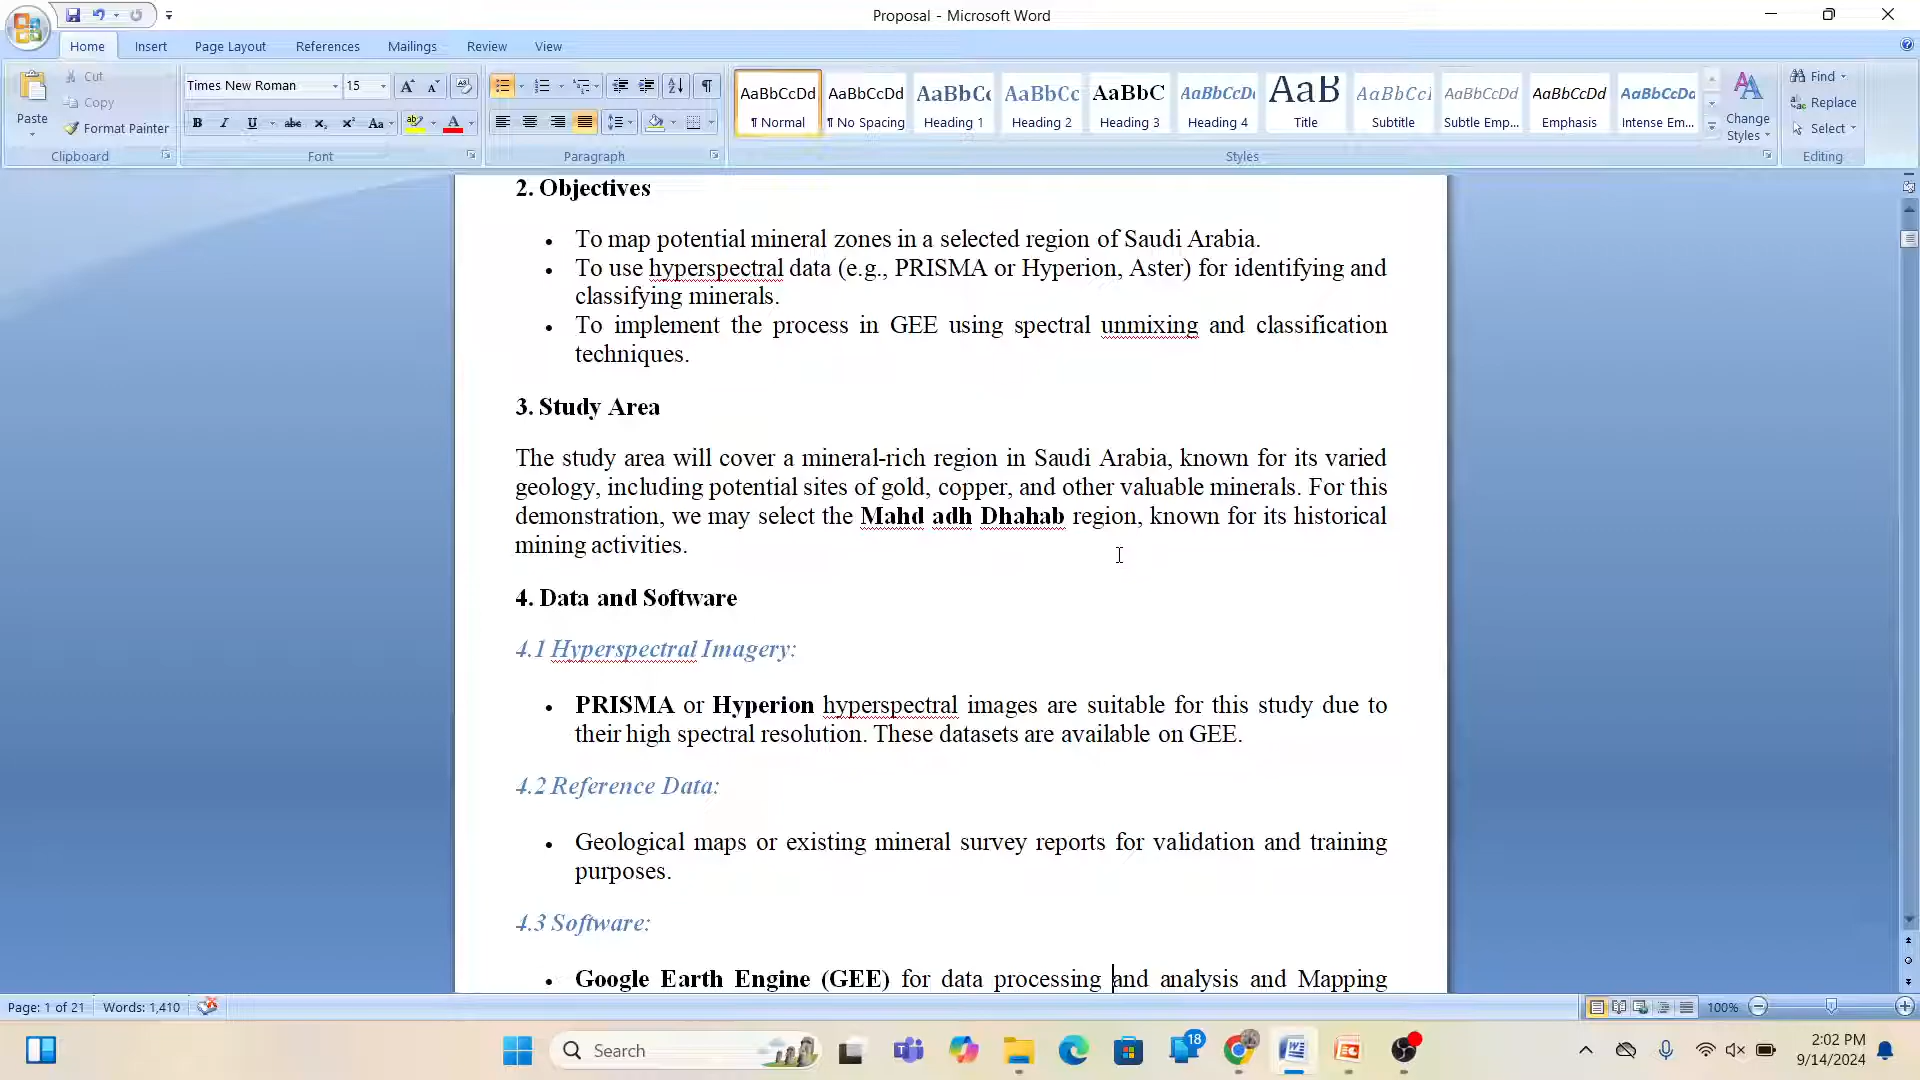 Proposal - Microsoft Word
Home Insert Page Layout References Mailings Review View
Paste
Cut
Copy
Format Painter
Clipboard
Times New Roman 15
Font
Paragraph
AaBbCcDd ¶ Normal
AaBbCcDd ¶ No Spacing
AaBbCc Heading 1
AaBbCc Heading 2
AaBbC Heading 3
AaBbCcDc Heading 4
AaB Title
AaBbCcI Subtitle
AaBbCcDd Subtle Emp...
AaBbCcDd Emphasis
AaBbCcDd Intense Em...
Change Styles
Styles
Find
Replace
Select
Editing
2. Objectives
• To map potential mineral zones in a selected region of Saudi Arabia.
• To use hyperspectral data (e.g., PRISMA or Hyperion, Aster) for identifying and
classifying minerals.
• To implement the process in GEE using spectral unmixing and classification
techniques.
3. Study Area
The study area will cover a mineral-rich region in Saudi Arabia, known for its varied
geology, including potential sites of gold, copper, and other valuable minerals. For this
demonstration, we may select the Mahd adh Dhahab region, known for its historical
mining activities.
4. Data and Software
4.1 Hyperspectral Imagery:
• PRISMA or Hyperion hyperspectral images are suitable for this study due to
their high spectral resolution. These datasets are available on GEE.
4.2 Reference Data:
• Geological maps or existing mineral survey reports for validation and training
purposes.
4.3 Software:
• Google Earth Engine (GEE) for data processing and analysis and Mapping
Page: 1 of 21 Words: 1,410 100%
Search
18
2:02 PM
9/14/2024